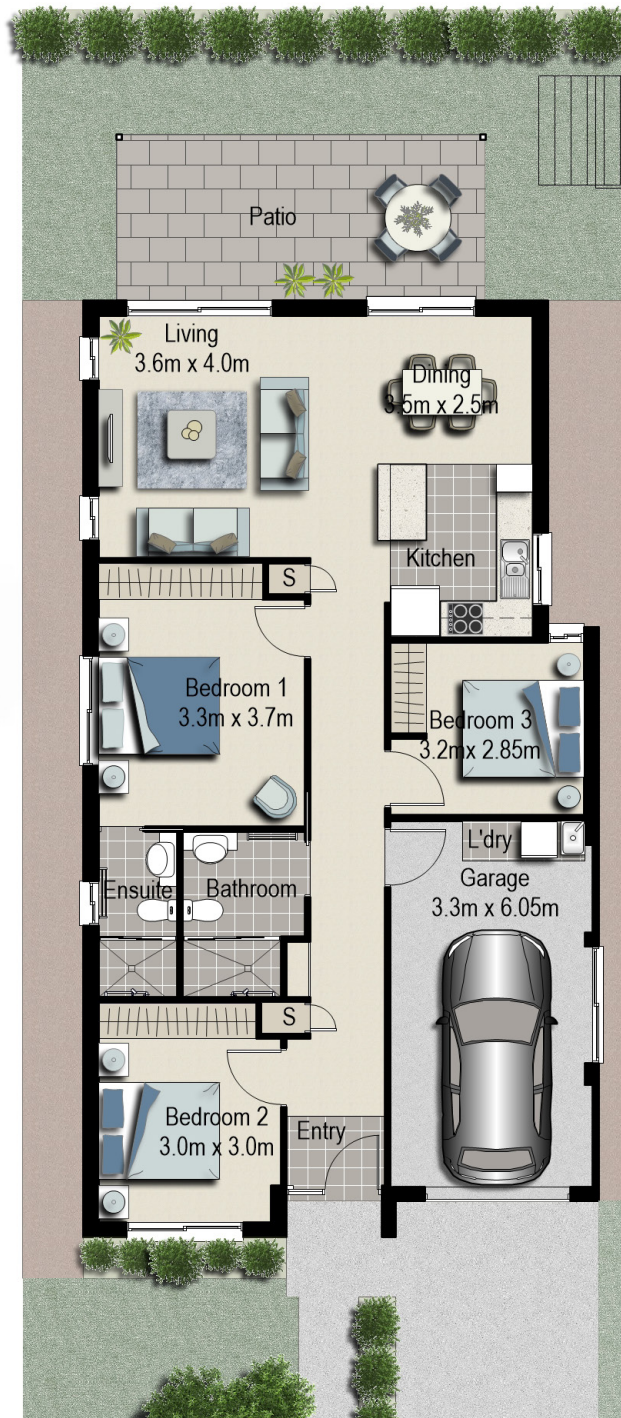 Patio
Living
3.6m x 4.0m
Dining
3.5m x 2.5m
Kitchen
S
Bedroom 1
3.3m x 3.7m
Bedroom 3
3.2mx 2.85m
L'dry
Garage
3.3m x 6.05m
Ensuite
Bathroom
S
Bedroom 2
3.0m x 3.0m
Entry